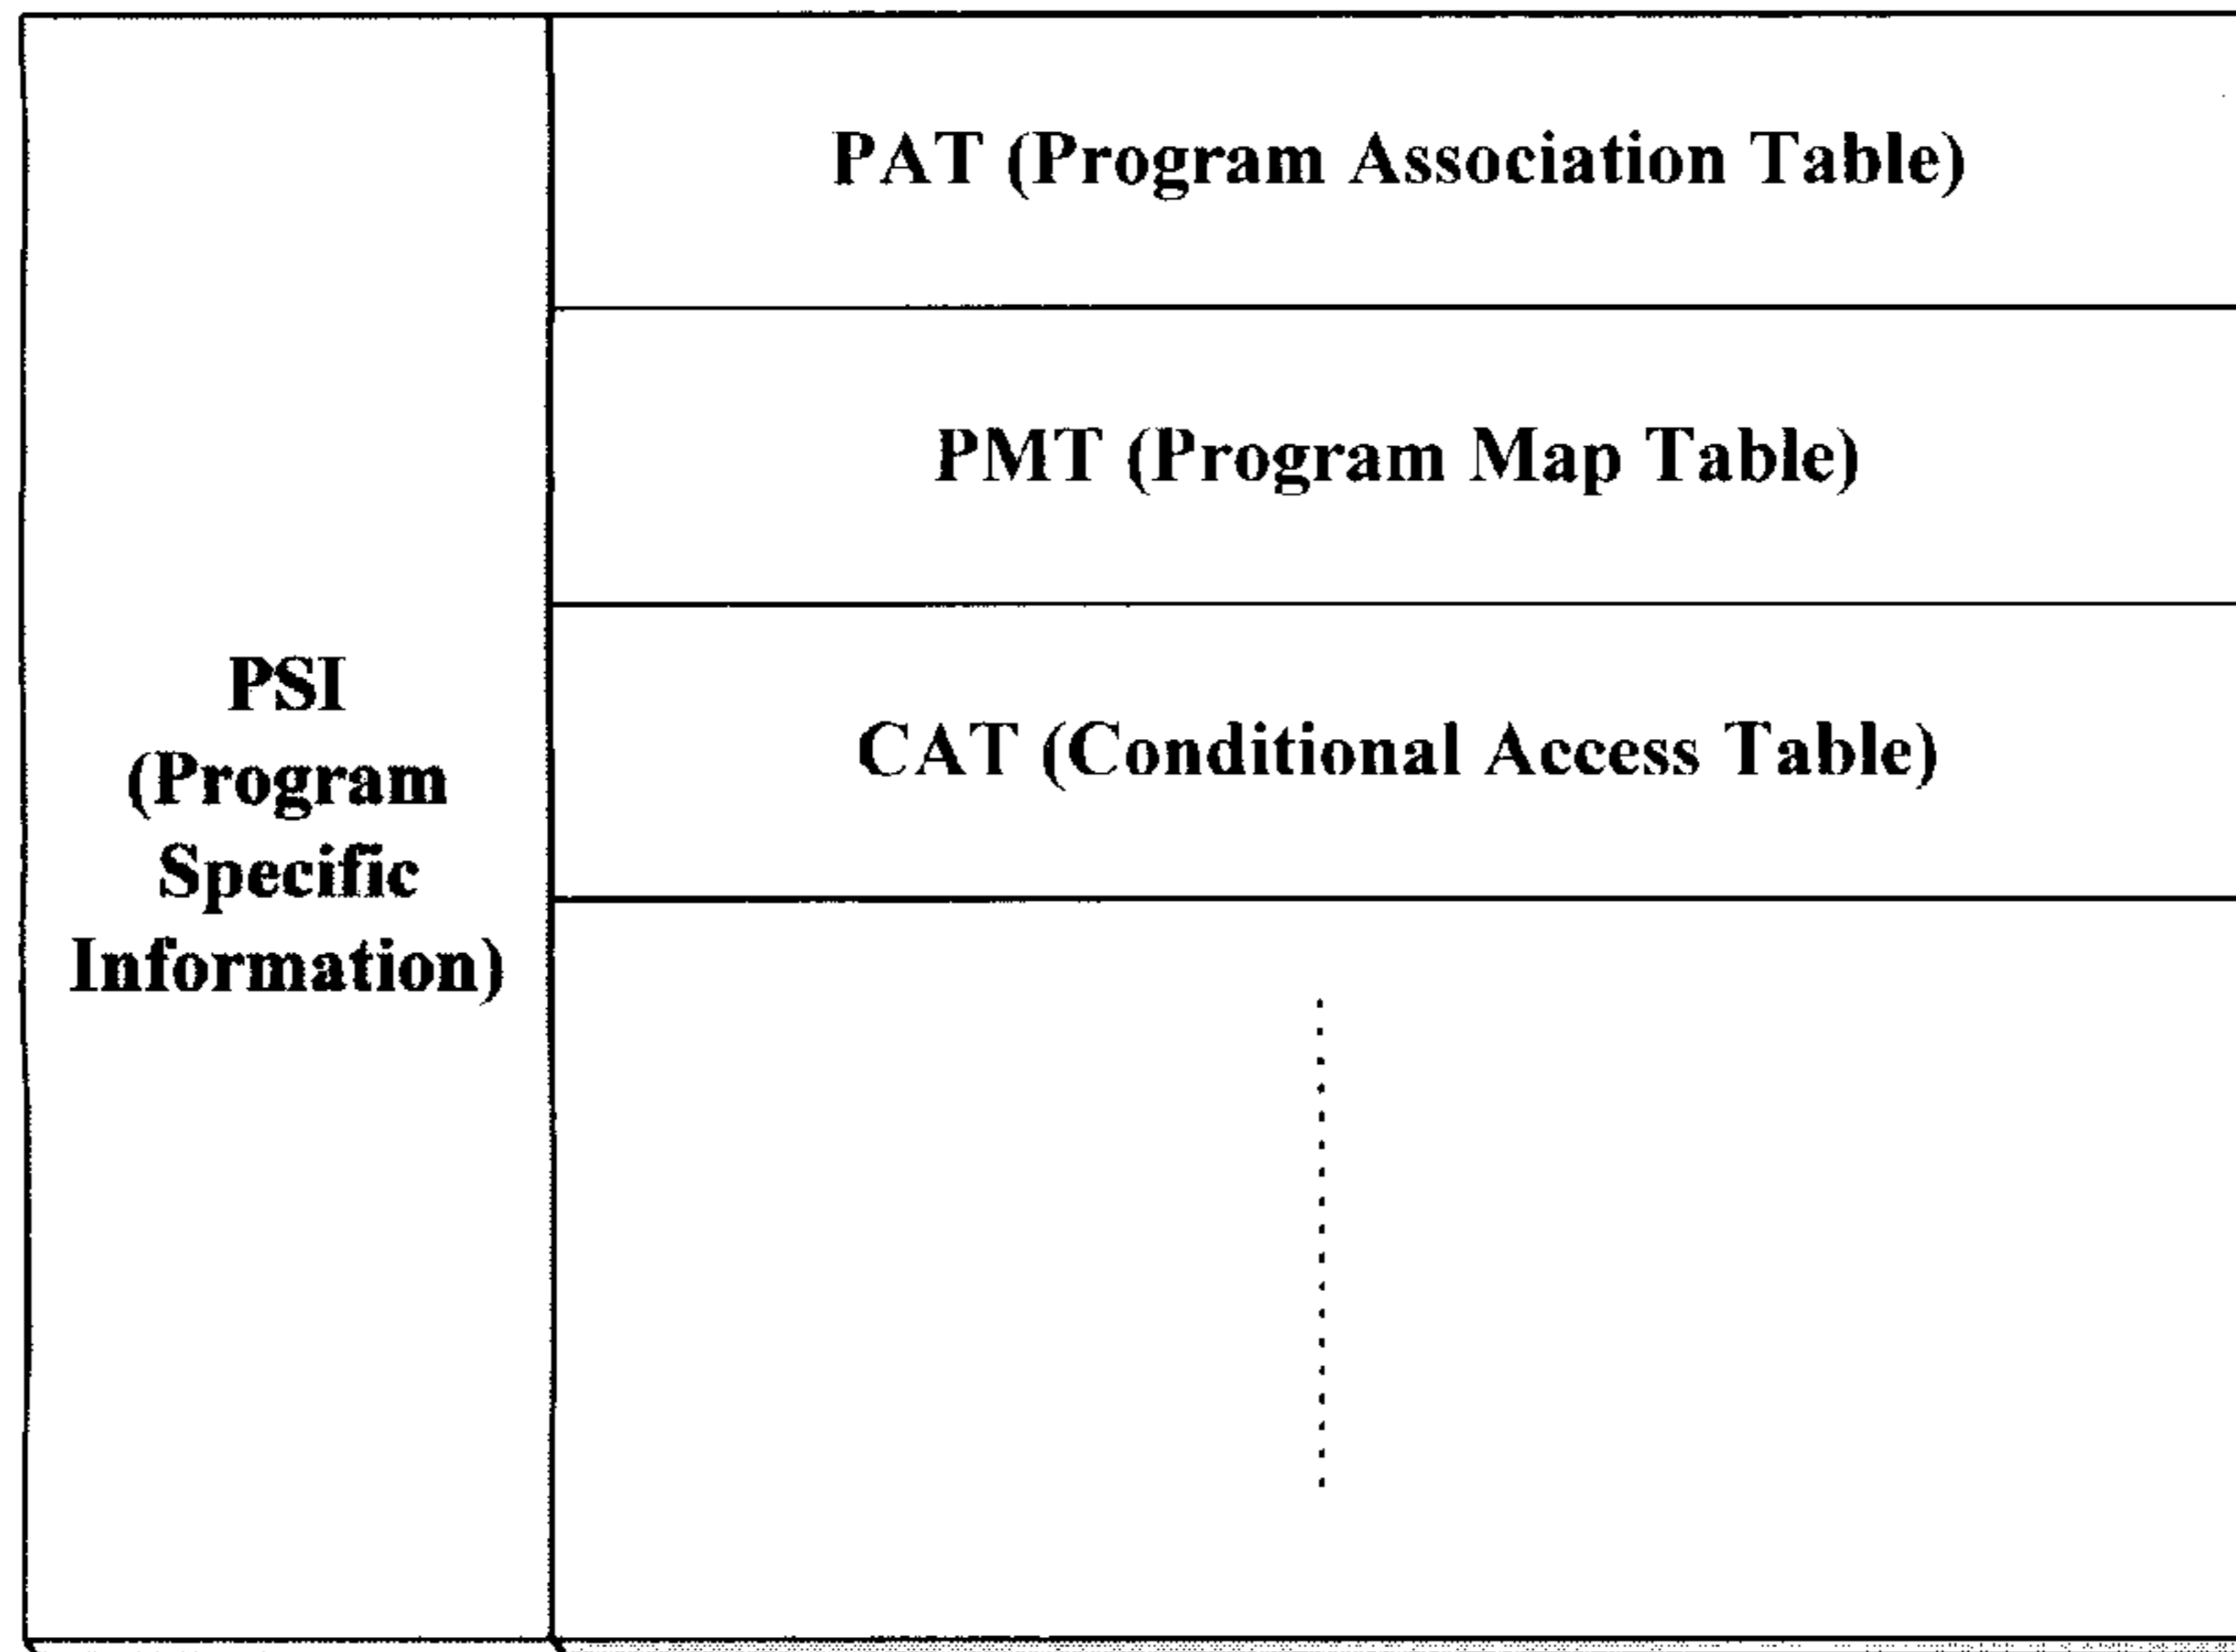 PSI
(Program
Specific
Information)
PAT (Program Association Table)
PMT (Program Map Table)
CAT (Conditional Access Table)